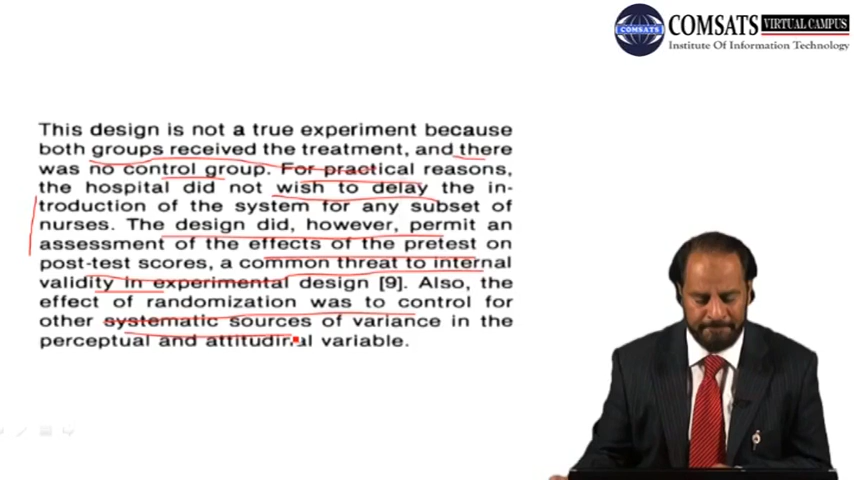 COMSATS
COMSATS VIRTUAL CAMPUS
Institute Of Information Technology
This design is not a true experiment because
both groups received the treatment, and there
was no control group. For practical reasons,
the hospital did not wish to delay the in-
troduction of the system for any subset of
nurses. The design did, however, permit an
assessment of the effects of the pretest on
post-test scores, a common threat to internal
validity in experimental design [9]. Also, the
effect of randomization was to control for
other systematic sources of variance in the
perceptual and attitudinal variable.